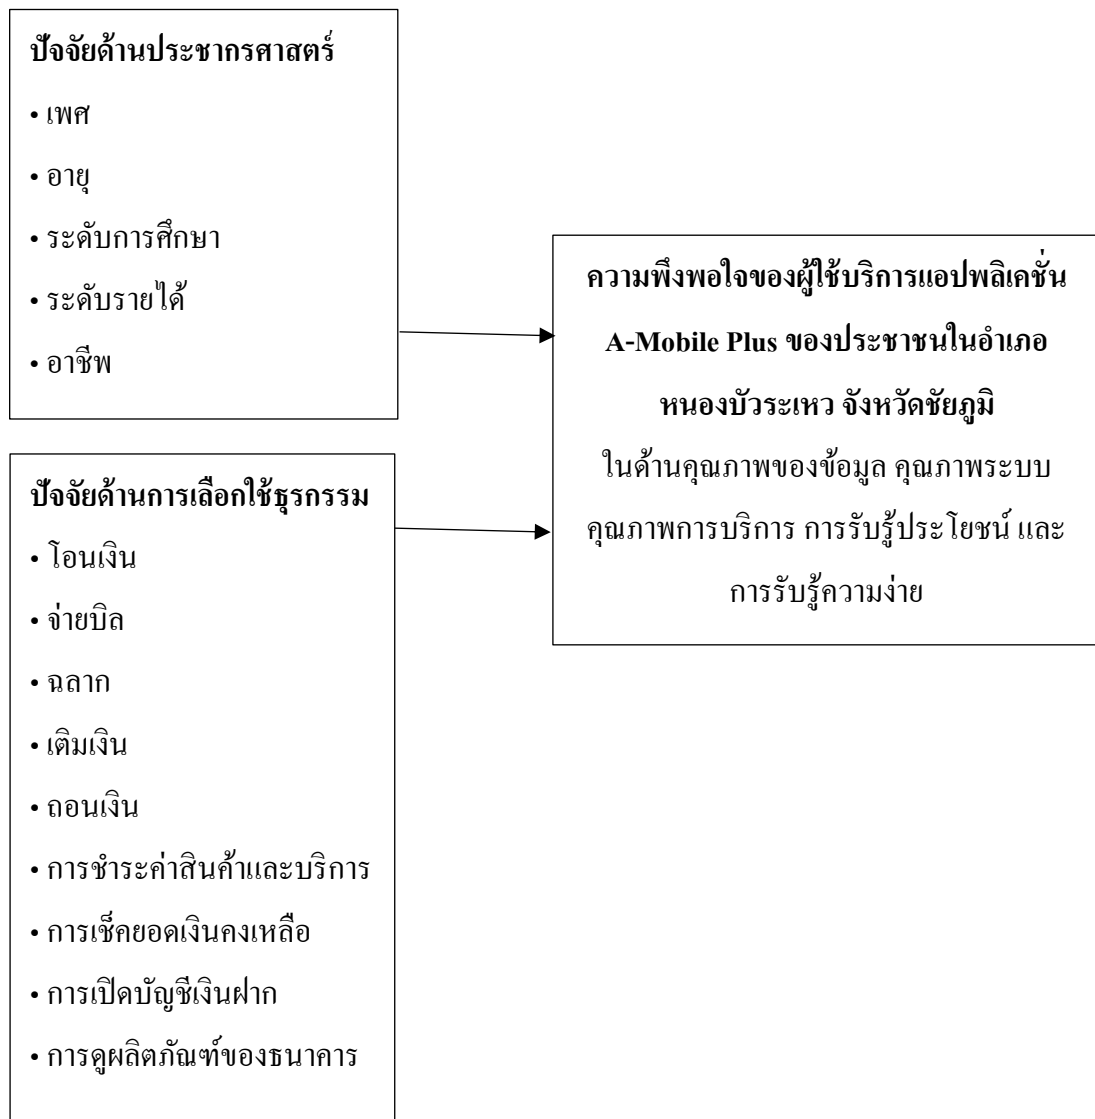 ปัจจัยด้านประชากรศาสตร์
• เพศ
• อายุ
• ระดับการศึกษา
• ระดับรายได้
• อาชีพ
ปัจจัยด้านการเลือกใช้ธุรกรรม
• โอนเงิน
• จ่ายบิล
• ฉลาก
• เติมเงิน
• ถอนเงิน
• การชำระค่าสินค้าและบริการ
• การเช็คยอดเงินคงเหลือ
• การเปิดบัญชีเงินฝาก
• การดูผลิตภัณฑ์ของธนาคาร
ความพึงพอใจของผู้ใช้บริการแอปพลิเคชั่น
A-Mobile Plus ของประชาชนในอำเภอ
หนองบัวระเหว จังหวัดชัยภูมิ
ในด้านคุณภาพของข้อมูล คุณภาพระบบ
คุณภาพการบริการ การรับรู้ประโยชน์ และ
การรับรู้ความง่าย